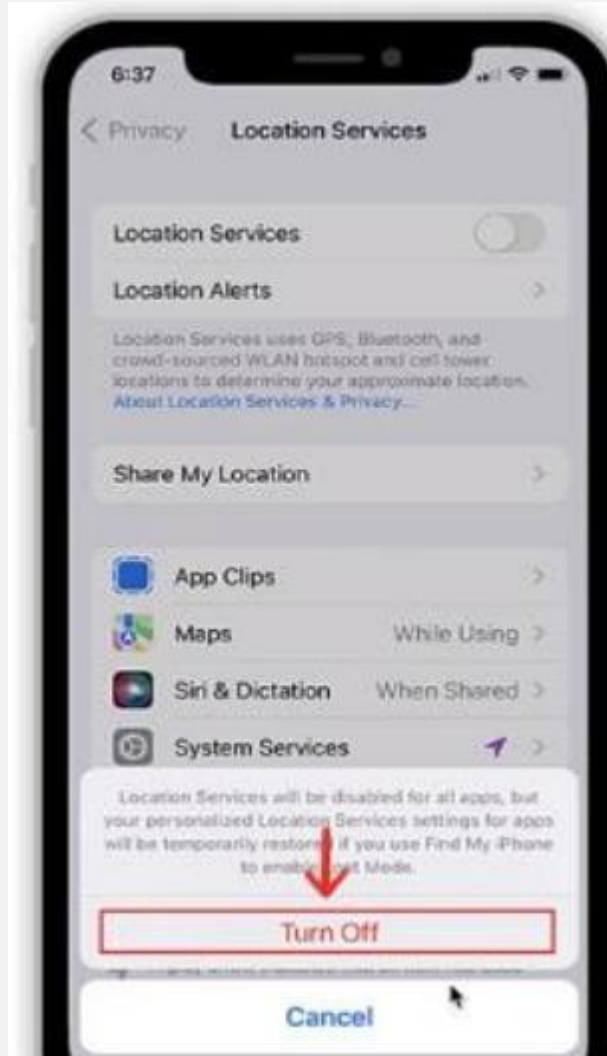 6:37
Privacy Location Services
Location Services
Location Alerts
Location Services uses GPS, Bluetooth, and
crowd-sourced WLAN hotspot and cell tower
locations to determine your approximate location.
About Location Services & Privacy...
Share My Location
App Clips
Maps While Using
Siri & Dictation When Shared
System Services
Location Services will be disabled for all apps, but
your personalized Location Services settings for apps
will be temporarily restored if you use Find My iPhone
to enable Mode.
Turn Off
Cancel